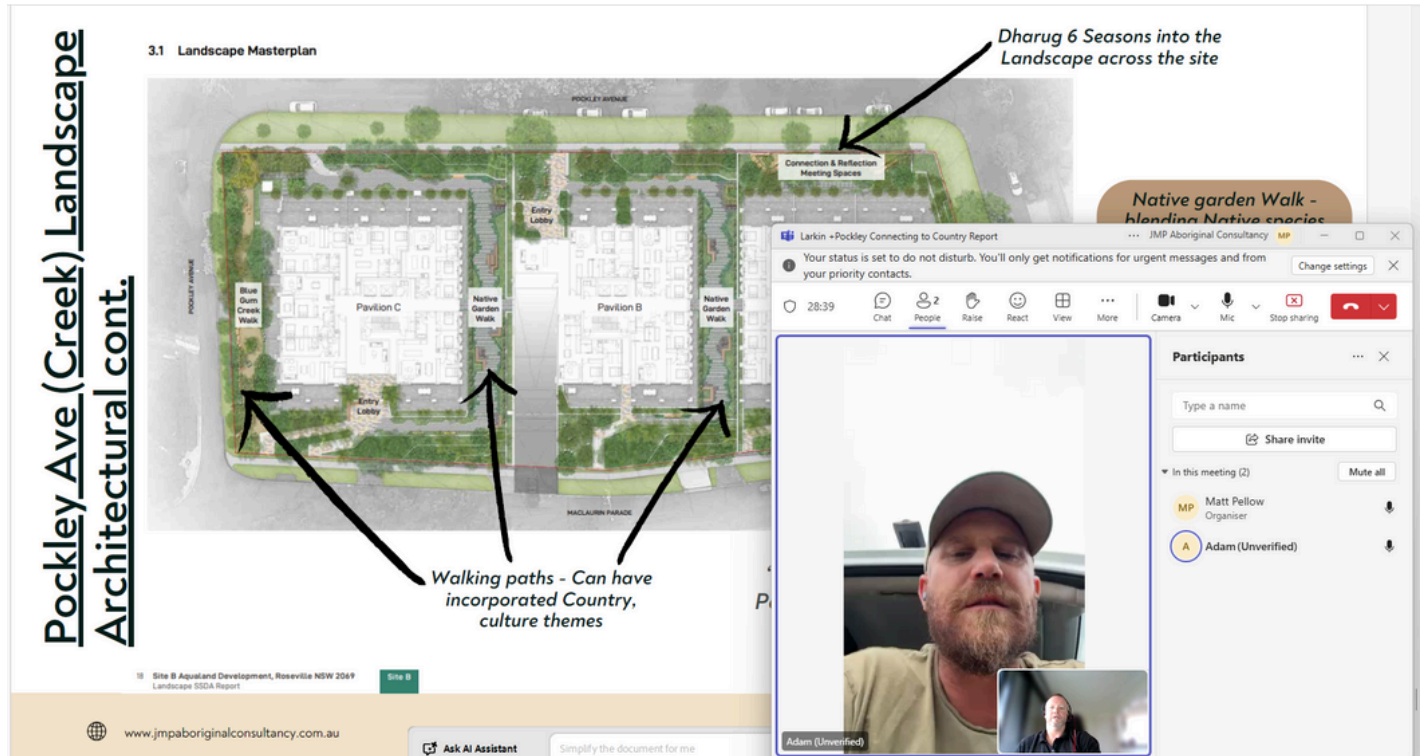 Pockley Ave (Creek) Landscape
Architectural cont.
3.1 Landscape Masterplan
Dharug 6 Seasons into the
Landscape across the site
POCKLEY AVENUE
Connection & Reflection
Meeting Spaces
Entry
Lobby
POCKLEY AVENUE
Blue
Gum
Creek
Walk
Pavilion C
Native
Garden
Walk
Pavilion B
Native
Garden
Walk
Entry
Lobby
MACLAURIN PARADE
Native garden Walk -
blending Native species
Walking paths - Can have
incorporated Country,
culture themes
18 Site B Aqualand Development, Roseville NSW 2069
Landscape SSDA Report
Site B
www.jmpaboriginalconsultancy.com.au
Ask AI Assistant
Simplify the document for me
Larkin +Pockley Connecting to Country Report
JMP Aboriginal Consultancy
MP
Your status is set to do not disturb. You'll only get notifications for urgent messages and from
your priority contacts.
Change settings
28:39
Chat
2
People
Raise
React
View
More
Camera
Mic
Stop sharing
Participants
Type a name
Share invite
In this meeting (2)
Mute all
MP
Matt Pellow
Organiser
A
Adam (Unverified)
Adam (Unverified)